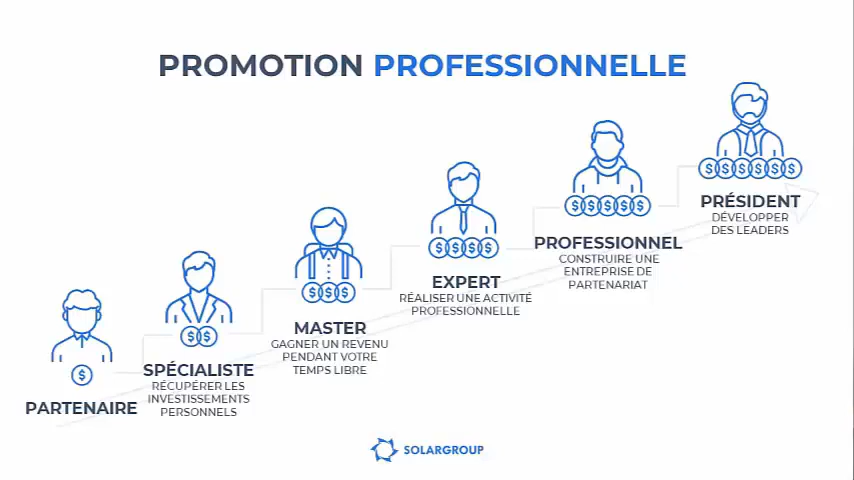 PROMOTION PROFESSIONNELLE
PARTENAIRE
SPÉCIALISTE
RÉCUPÉRER LES
INVESTISSEMENTS
PERSONNELS
MASTER
GAGNER UN REVENU
PENDANT VOTRE
TEMPS LIBRE
EXPERT
RÉALISER UNE ACTIVITÉ
PROFESSIONNELLE
PROFESSIONNEL
CONSTRUIRE UNE
ENTREPRISE DE
PARTENARIAT
PRÉSIDENT
DÉVELOPPER
DES LEADERS
SOLARGROUP